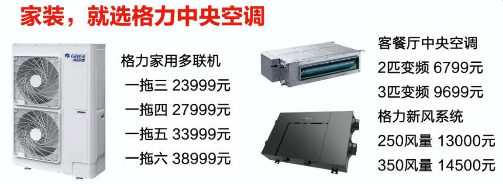 家装，就选格力中央空调
GREE
格力家用多联机
一拖三 23999元
一拖四 27999元
一拖五 33999元
一拖六 38999元
客餐厅中央空调
2匹变频 6799元
3匹变频 9699元
格力新风系统
250风量 13000元
350风量 14500元